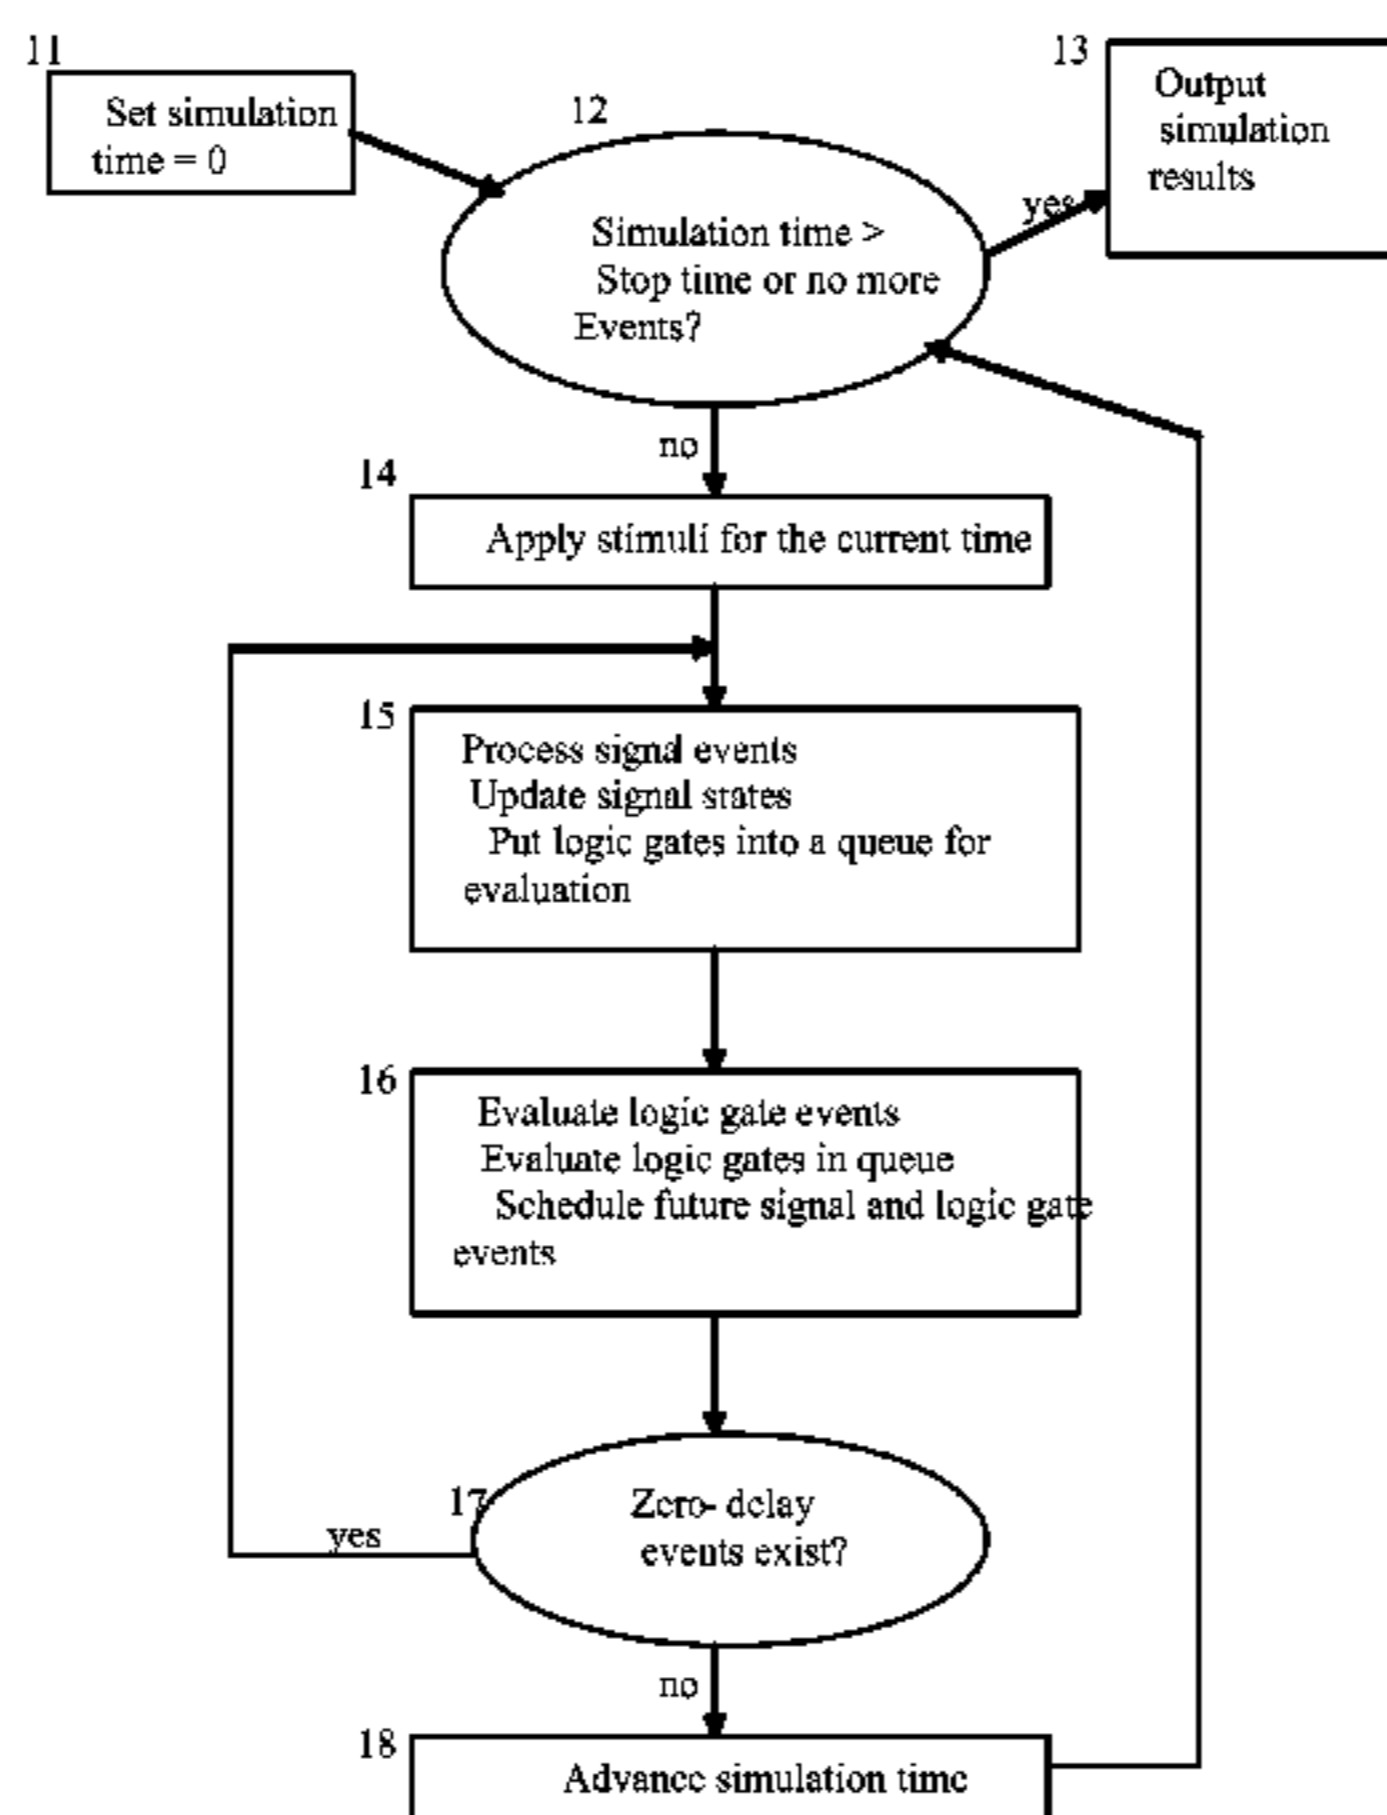 11
Set simulation
time = 0
12
Simulation time >
Stop time or no more
Events?
yes
13
Output
simulation
results
no
14
Apply stimuli for the current time
15
Process signal events
Update signal states
Put logic gates into a queue for
evaluation
16
Evaluate logic gate events
Evaluate logic gates in queue
Schedule future signal and logic gate
events
17
Zero- delay
events exist?
yes
no
18
Advance simulation time